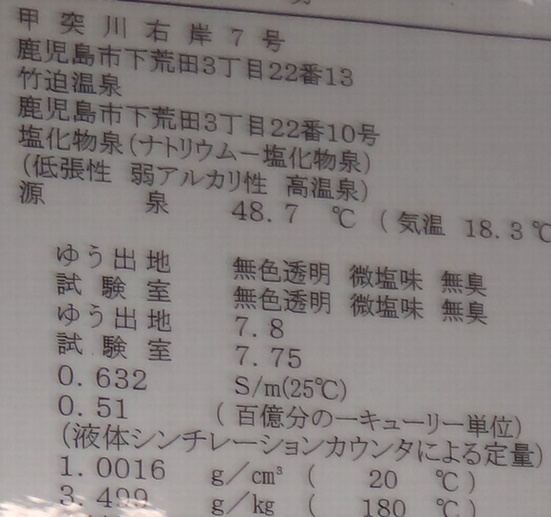 甲突川右岸7号
鹿児島市下荒田3丁目22番13
竹迫温泉
鹿児島市下荒田3丁目22番10号
塩化物泉(ナトリウム一塩化物泉)
(低張性 弱アルカリ性 高温泉)
源泉 48.7 ℃ (気温 18.3℃
ゆう出地 無色透明 微塩味 無臭
試験室 無色透明 微塩味 無臭
ゆう出地 7.8
試験室 7.75
0.632 S/m(25℃)
0.51 (百億分の一キューリー単位)
(液体シンチレーションカウンタによる定量)
1.0016 g/cm³ ( 20 ℃)
3.499 g/kg ( 180 ℃)